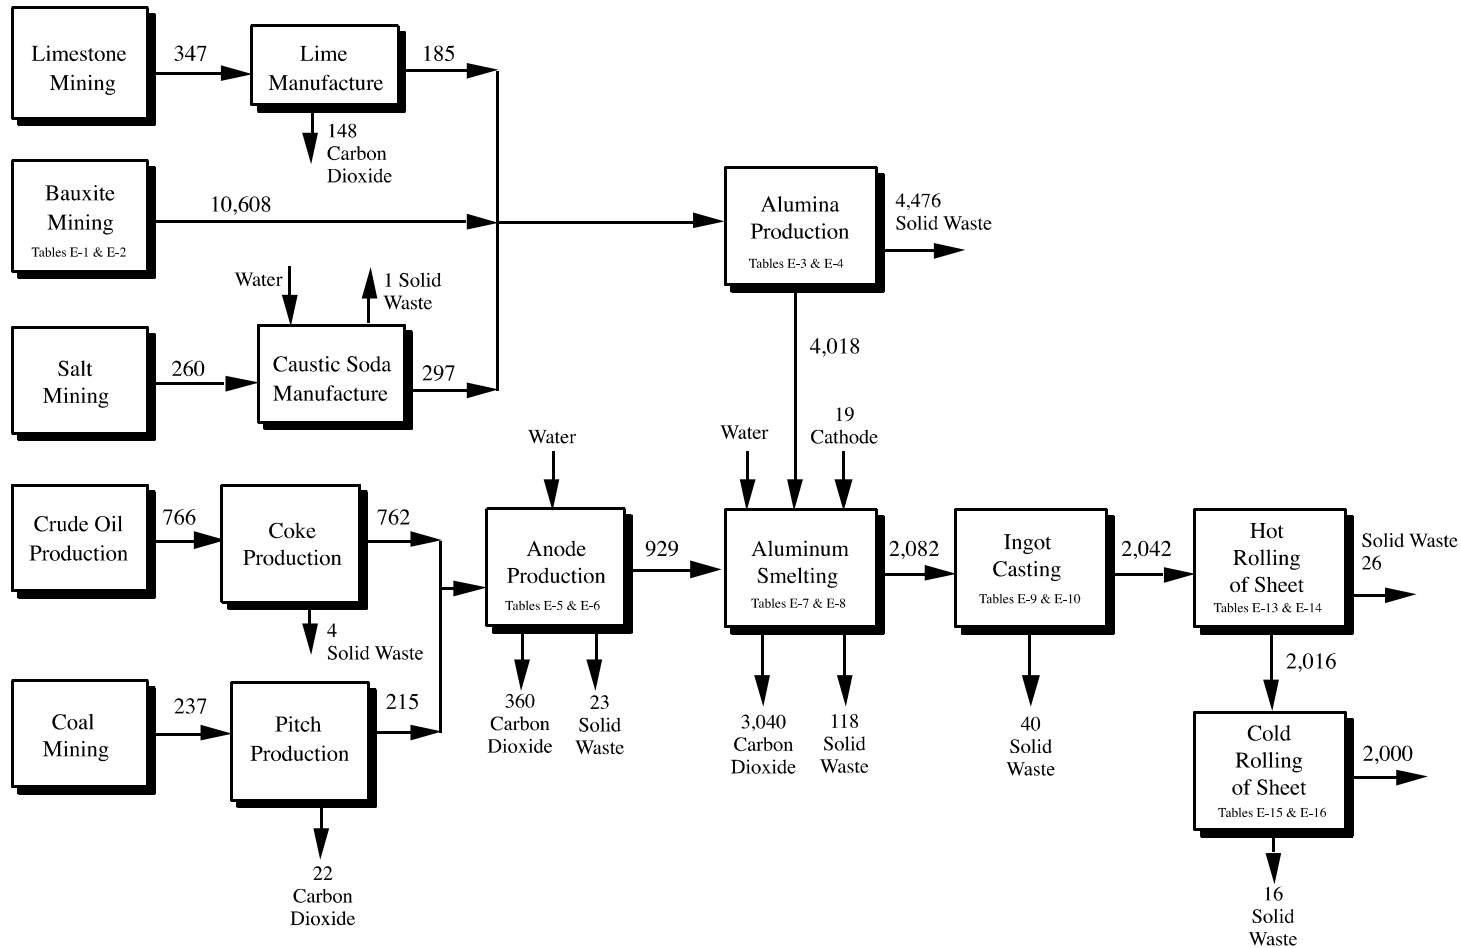 Limestone
Mining
347
Lime
Manufacture
185
148
Carbon
Dioxide
Bauxite
Mining
Tables E-1 & E-2
10,608
Alumina
Production
Tables E-3 & E-4
4,476
Solid Waste
Water
1 Solid
Waste
Salt
Mining
260
Caustic Soda
Manufacture
297
4,018
Water
Water
19
Cathode
Crude Oil
Production
766
Coke
Production
762
4
Solid Waste
Anode
Production
Tables E-5 & E-6
929
Aluminum
Smelting
Tables E-7 & E-8
2,082
Ingot
Casting
Tables E-9 & E-10
2,042
Hot
Rolling
of Sheet
Tables E-13 & E-14
Solid Waste
26
2,016
Coal
Mining
237
Pitch
Production
215
22
Carbon
Dioxide
360
Carbon
Dioxide
23
Solid
Waste
3,040
Carbon
Dioxide
118
Solid
Waste
40
Solid
Waste
Cold
Rolling
of Sheet
Tables E-15 & E-16
2,000
16
Solid
Waste